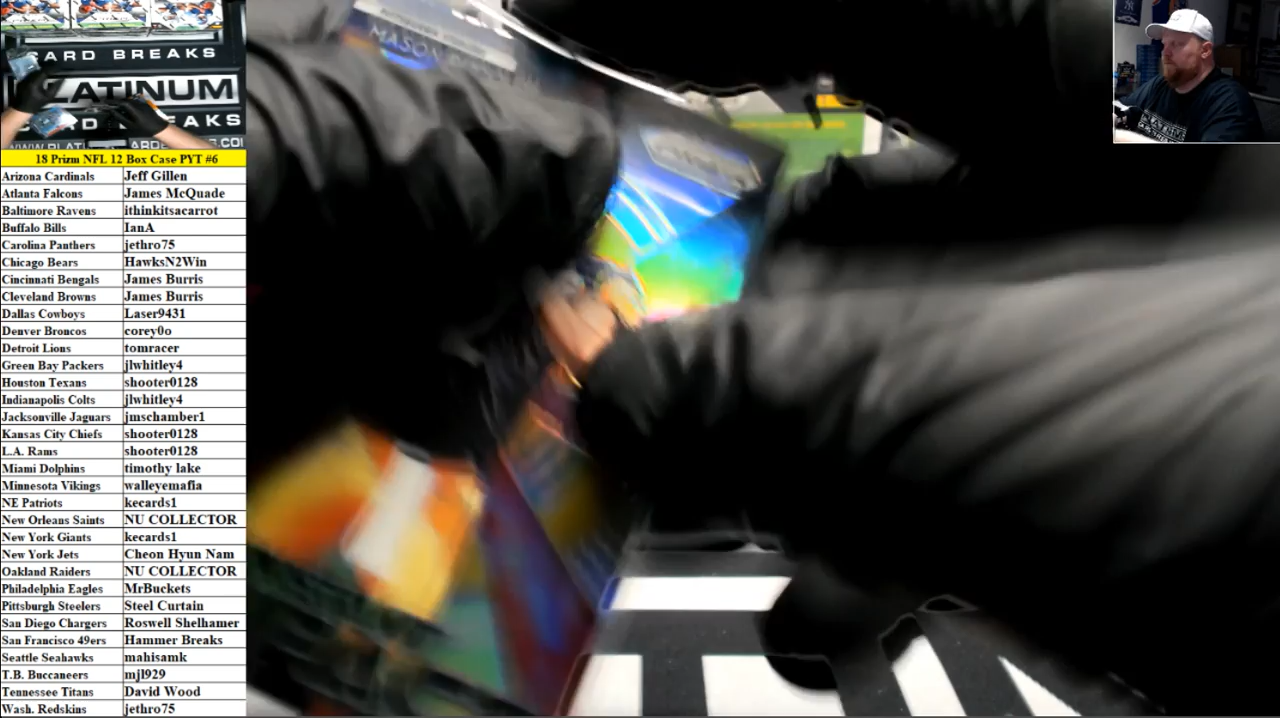 CARD BREAKS
PLATINUM
CARD BREAKS
18 Prizm NFL 12 Box Case PYT #6
Arizona Cardinals Jeff Gillen
Atlanta Falcons James McQuade
Baltimore Ravens ithinkitsacarrot
Buffalo Bills IanA
Carolina Panthers jethro75
Chicago Bears HawksN2Win
Cincinnati Bengals James Burris
Cleveland Browns James Burris
Dallas Cowboys Laser9431
Denver Broncos corey0o
Detroit Lions tomracer
Green Bay Packers jlwhitley4
Houston Texans shooter0128
Indianapolis Colts jlwhitley4
Jacksonville Jaguars jmschamber1
Kansas City Chiefs shooter0128
L.A. Rams shooter0128
Miami Dolphins timothy lake
Minnesota Vikings walleyemafia
NE Patriots kecards1
New Orleans Saints NU COLLECTOR
New York Giants kecards1
New York Jets Cheon Hyun Nam
Oakland Raiders NU COLLECTOR
Philadelphia Eagles MrBuckets
Pittsburgh Steelers Steel Curtain
San Diego Chargers Roswell Shelhamer
San Francisco 49ers Hammer Breaks
Seattle Seahawks mahisamk
T.B. Buccaneers mjl929
Tennessee Titans David Wood
Wash. Redskins jethro75
MASON